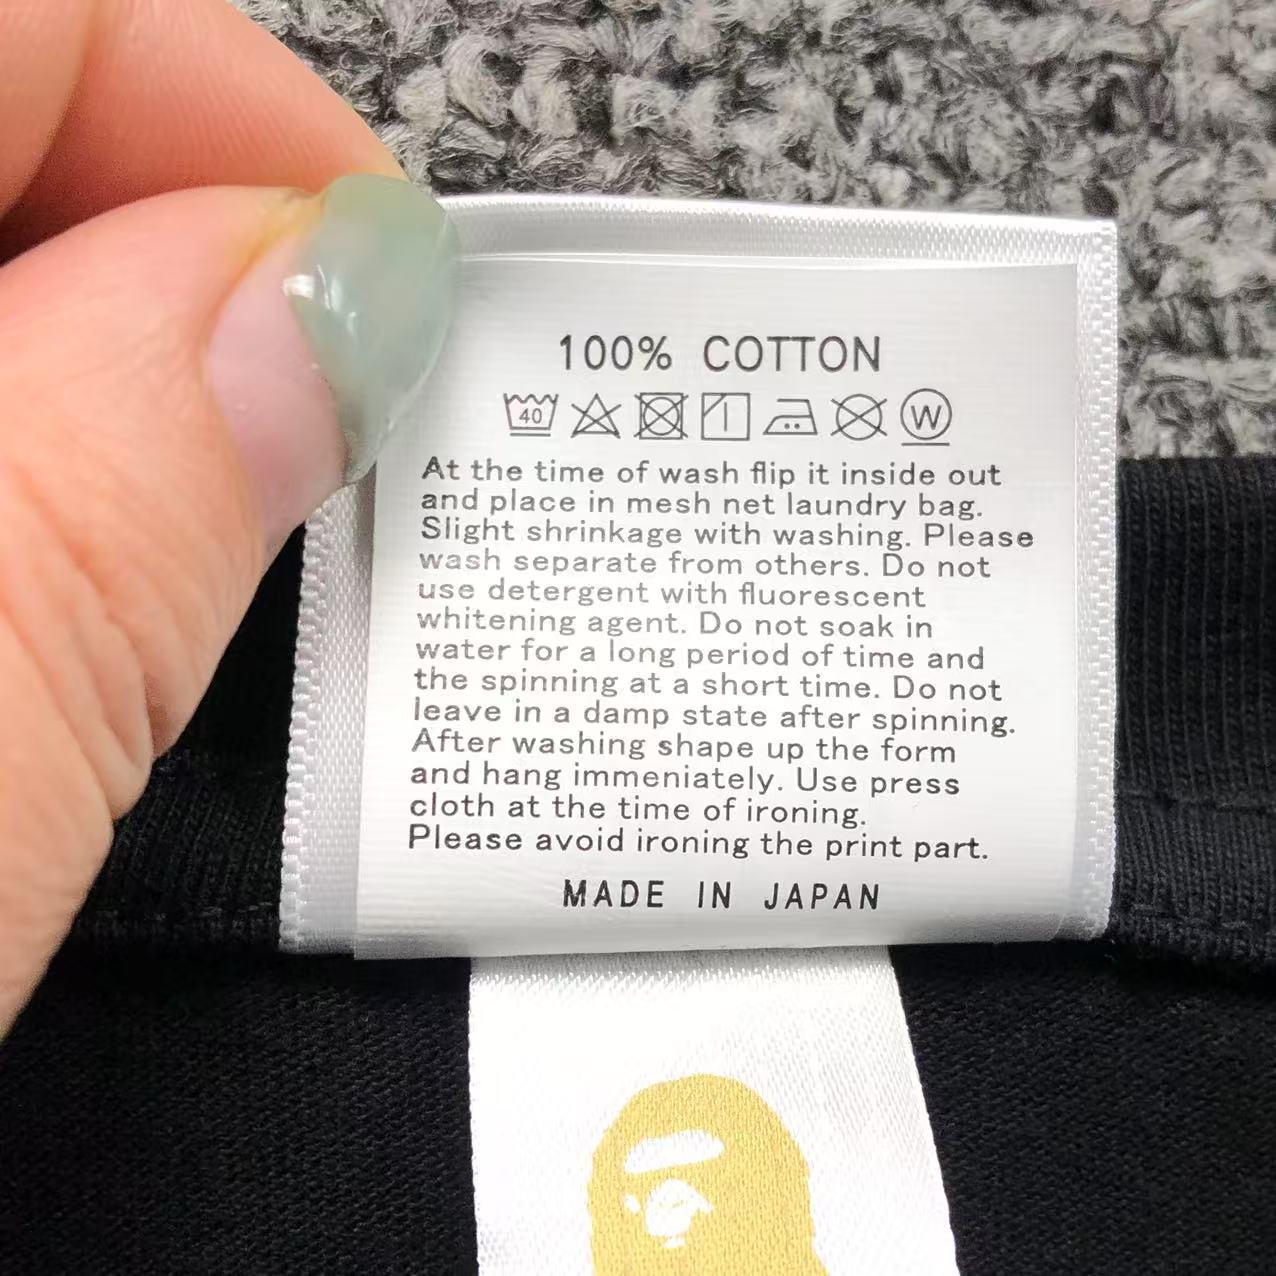 100% COTTON
40 W
At the time of wash flip it inside out
and place in mesh net laundry bag.
Slight shrinkage with washing. Please
wash separate from others. Do not
use detergent with fluorescent
whitening agent. Do not soak in
water for a long period of time and
the spinning at a short time. Do not
leave in a damp state after spinning.
After washing shape up the form
and hang immeniately. Use press
cloth at the time of ironing.
Please avoid ironing the print part.
MADE IN JAPAN